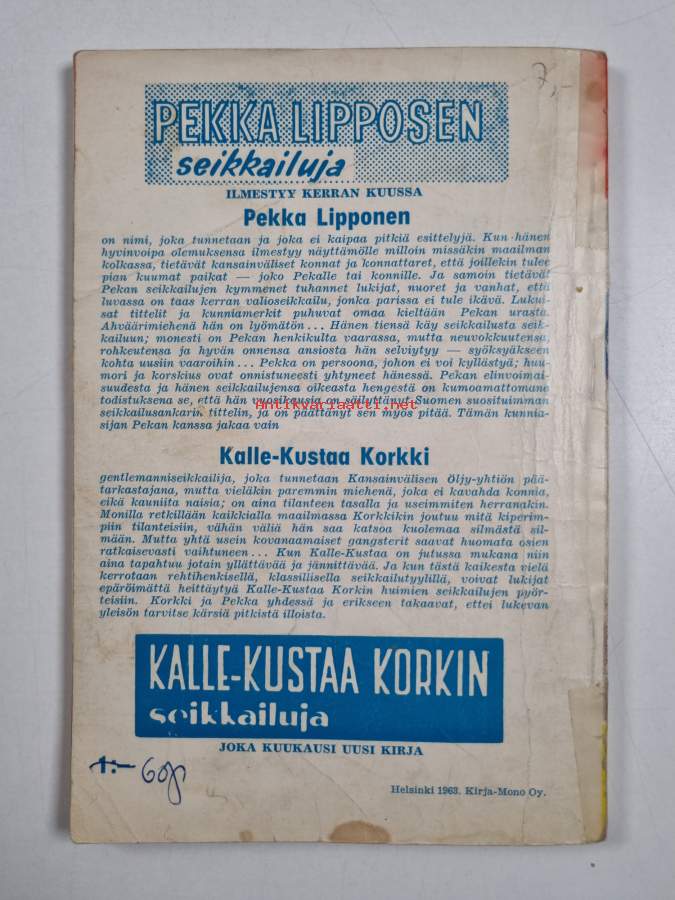 7,-
PEKKA LIPPOSEN
seikkailuja
ILMESTYY KERRAN KUUSSA
Pekka Lipponen
on nimi, joka tunnetaan ja joka ei kaipaa pitkiä esittelyjä. Kun hänen
hyvinvoipa olemuksensa ilmestyy näyttämölle milloin missäkin maailman
kolkassa, tietävät kansainväliset konnat ja konnattaret, että joillekin tulee
pian kuumat paikat — joko Pekalle tai konnille. Ja samoin tietävät
Pekan seikkailujen kymmenet tuhannet lukijat, nuoret ja vanhat, että
luvassa on taas kerran valioseikkailu, jonka parissa ei tule ikävä. Lukui-
sat tittelit ja kunniamerkit puhuvat omaa kieltään Pekan urasta.
Ahväärimiehenä hän on lyömätön... Hänen tiensä käy seikkailusta seik-
kailuun; monesti on Pekan henkikulta vaarassa, mutta neuvokkuutensa,
rohkeutensa ja hyvän onnensa ansiosta hän selviytyy — syöksyäkseen
kohta uusiin vaaroihin... Pekka on persoona, johon ei voi kyllästyä; huu-
mori ja korskius ovat onnistuneesti yhtyneet hänessä. Pekan elinvoimai-
suudesta ja hänen seikkailujensa oikeasta hengestä on kumoamattomana
todistuksena se, että hän vuosikausia on säilyttänyt Suomen suosituimman
seikkailusankarin tittelin, ja on päättänyt sen myös pitää. Tämän kunnia-
sijan Pekan kanssa jakaa vain
Antikvariaatti.net
Kalle-Kustaa Korkki
gentlemanniseikkailija, joka tunnetaan Kansainvälisen Öljy-yhtiön pää-
tarkastajana, mutta vieläkin paremmin miehenä, joka ei kavahda konnia,
eikä kauniita naisia; on aina tilanteen tasalla ja useimmiten herranakin.
Monilla retkillään kaikkialla maailmassa Korkkikin joutuu mitä kiperim-
piin tilanteisiin, vähän väliä hän saa katsoa kuolemaa silmästä sil-
mään. Mutta yhtä usein kovanaamaiset gangsterit saavat huomata osien
ratkaisevasti vaihtuneen... Kun Kalle-Kustaa on jutussa mukana niin
aina tapahtuu jotain yllättävää ja jännittävää. Ja kun tästä kaikesta vielä
kerrotaan rehtihenkisellä, klassillisella seikkailutyylillä, voivat lukijat
epäröimättä heittäytyä Kalle-Kustaa Korkin huimien seikkailujen pyör-
teisiin. Korkki ja Pekka yhdessä ja erikseen takaavat, ettei lukevan
yleisön tarvitse kärsiä pitkistä illoista.
KALLE-KUSTAA KORKIN
seikkailuja
JOKA KUUKAUSI UUSI KIRJA
1:- 60p
Helsinki 1963. Kirja-Mono Oy.